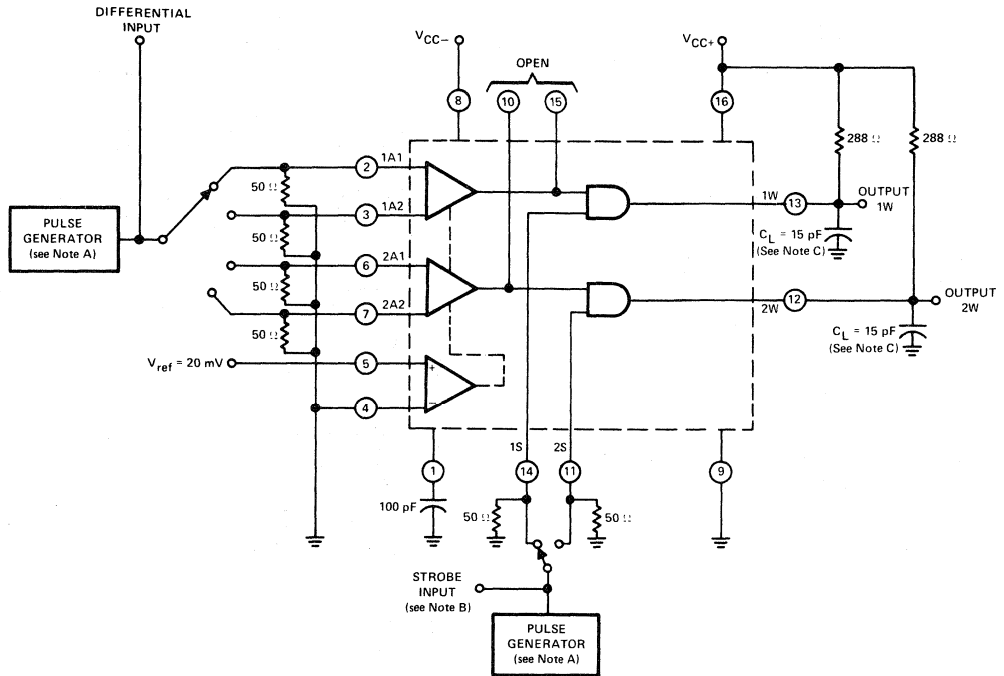 DIFFERENTIAL
INPUT
VCC−
OPEN
VCC+
8
10
15
16
288 Ω
288 Ω
2
1A1
50 Ω
PULSE
GENERATOR
(see Note A)
3
1A2
50 Ω
1W
13
OUTPUT
1W
CL = 15 pF
(See Note C)
6
2A1
50 Ω
7
2A2
50 Ω
12
2W
OUTPUT
2W
CL = 15 pF
(See Note C)
Vref = 20 mV
5
+
4
−
1S
2S
1
14
11
9
100 pF
50 Ω
50 Ω
STROBE
INPUT
(see Note B)
PULSE
GENERATOR
(see Note A)